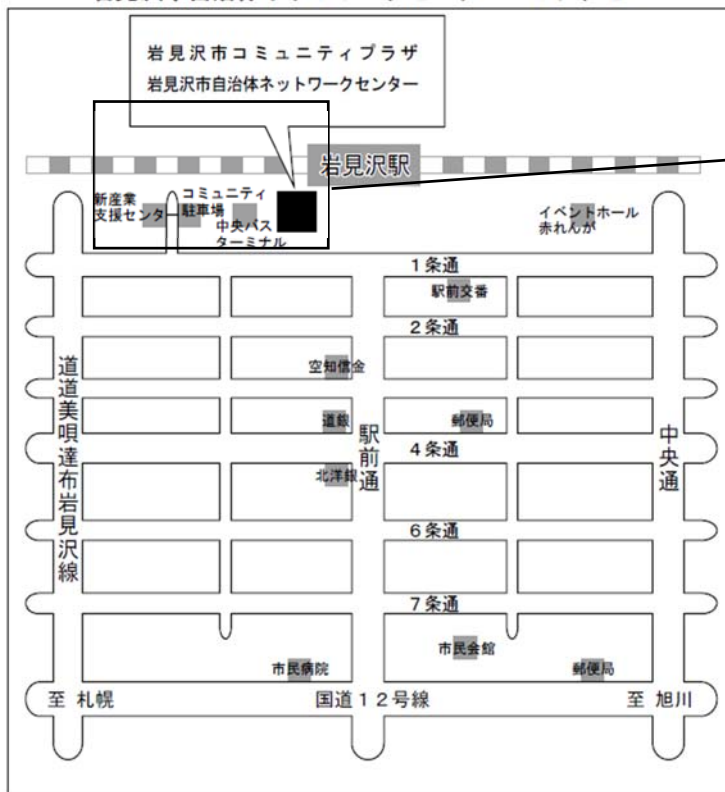 岩見沢市コミュニティプラザ
岩見沢市自治体ネットワークセンター
岩見沢駅
新産業
支援センター
コミュニティ
駐車場
中央バス
ターミナル
イベントホール
赤れんが
1条通
駅前交番
2条通
空知信金
道銀
郵便局
4条通
北洋銀
6条通
7条通
道道美唄達布岩見沢線
駅前通
中央通
市民会館
市民病院
郵便局
至 札幌
国道12号線
至 旭川